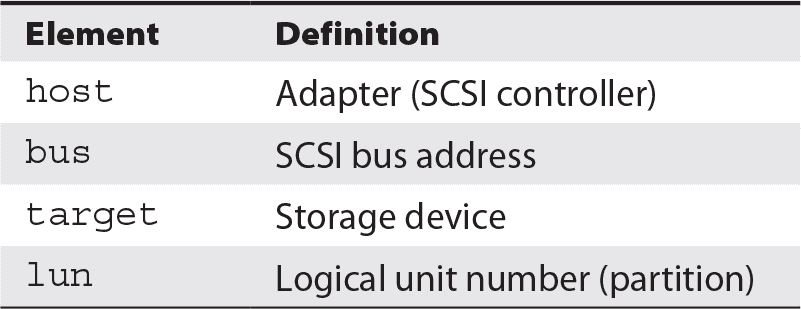 Element Definition
host Adapter (SCSI controller)
bus SCSI bus address
target Storage device
lun Logical unit number (partition)